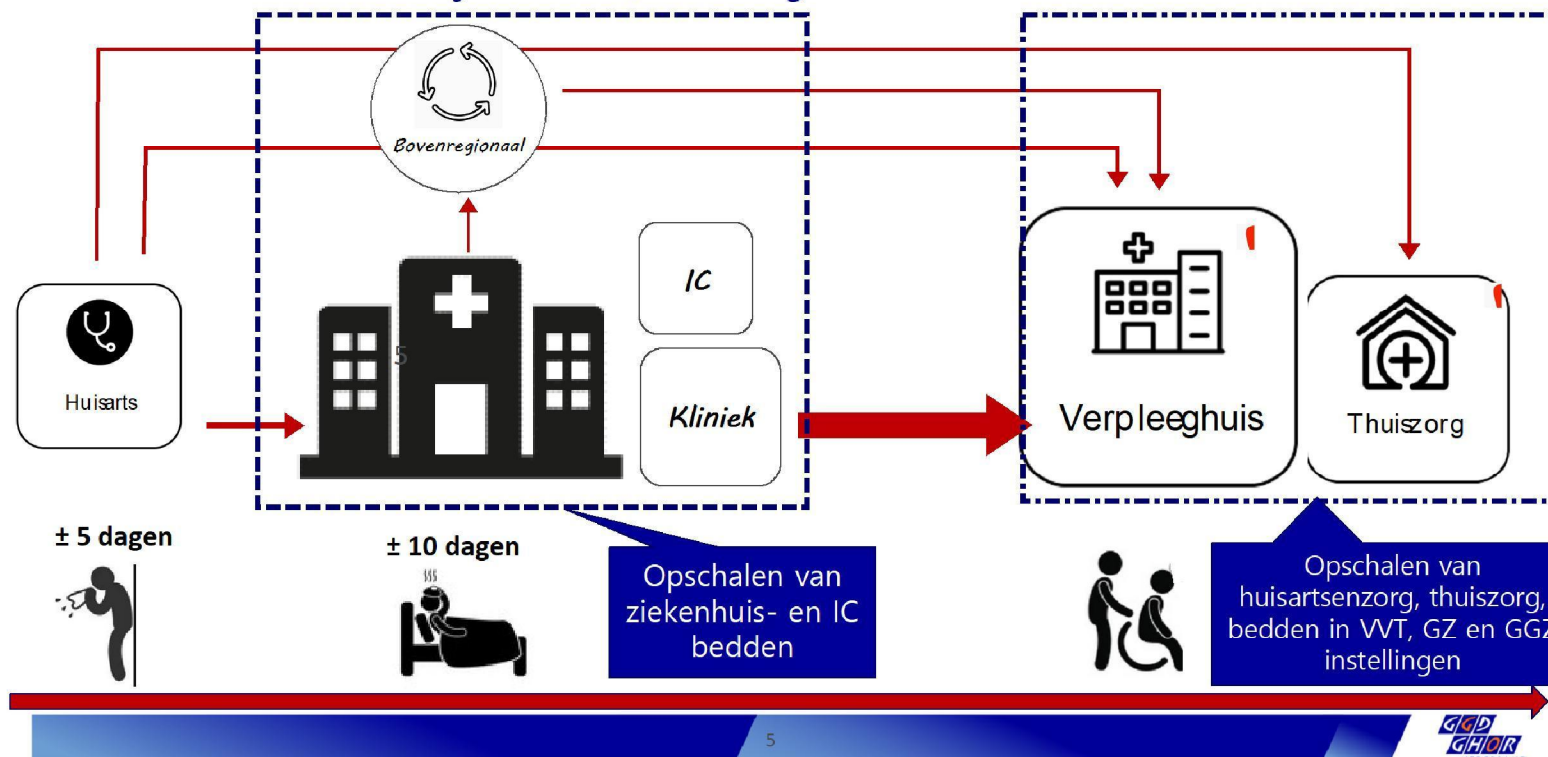 Bovenregionaal
IC
Kliniek
5
Huisarts
Verpleeghuis
Thuiszorg
± 5 dagen
± 10 dagen
Opschalen van
ziekenhuis- en IC
bedden
Opschalen van
huisartsenzorg, thuiszorg,
bedden in VVT, GZ en GGZ
instellingen
5
GGD
GHOR